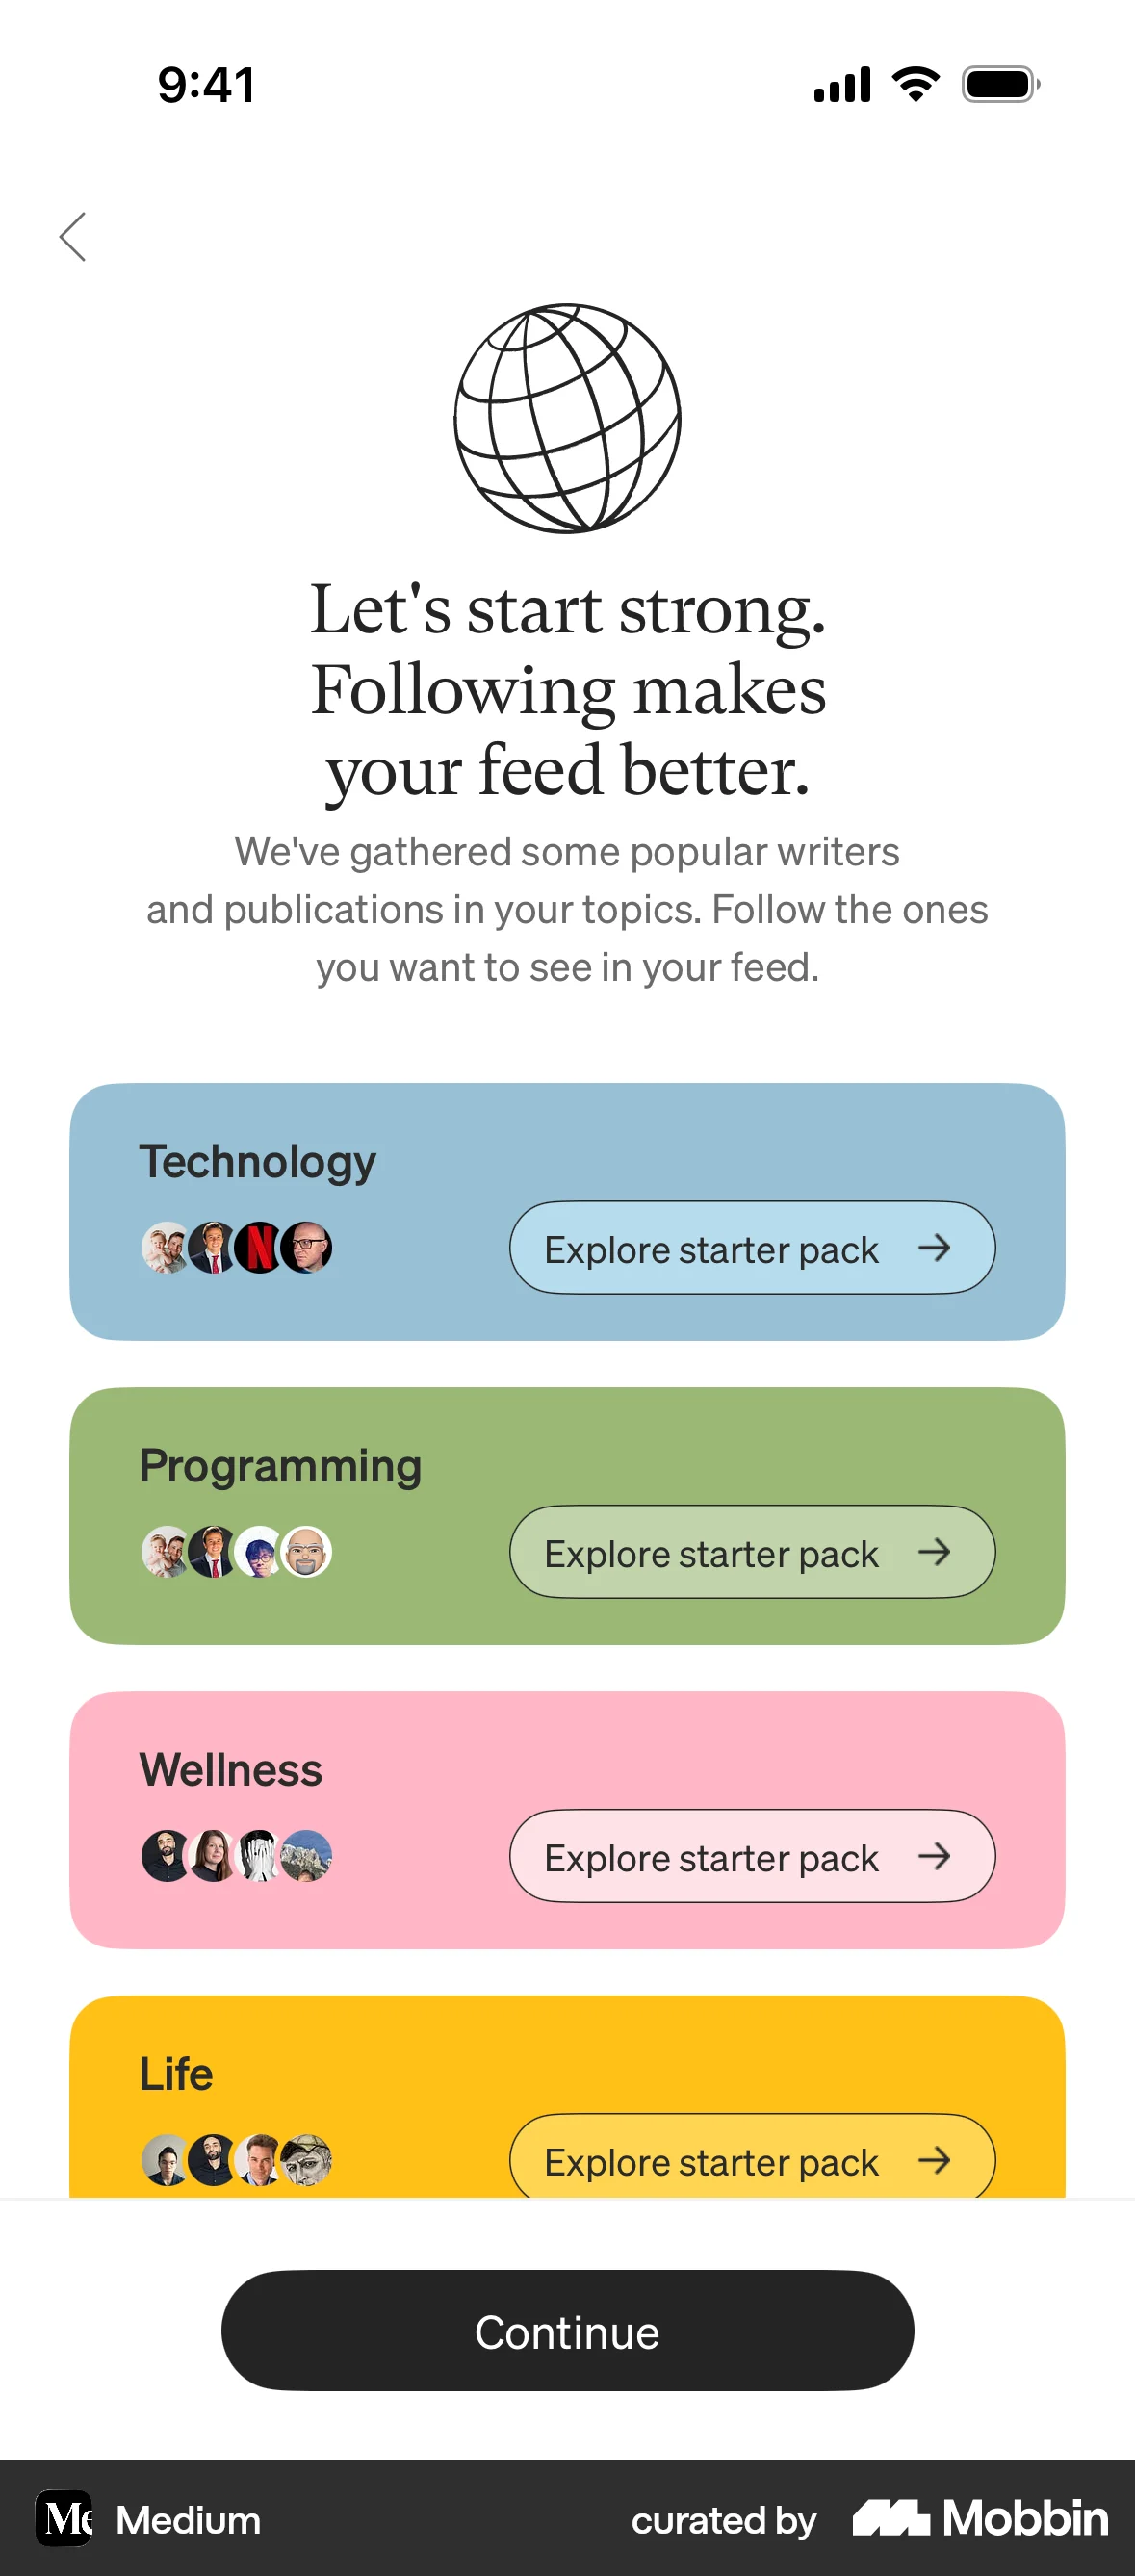 9:41
Let's start strong.
Following makes
your feed better.
We've gathered some popular writers
and publications in your topics. Follow the ones
you want to see in your feed.
Technology
N
Explore starter pack →
Programming
Explore starter pack →
Wellness
Explore starter pack →
Life
Explore starter pack →
Continue
Me Medium
curated by Mobbin